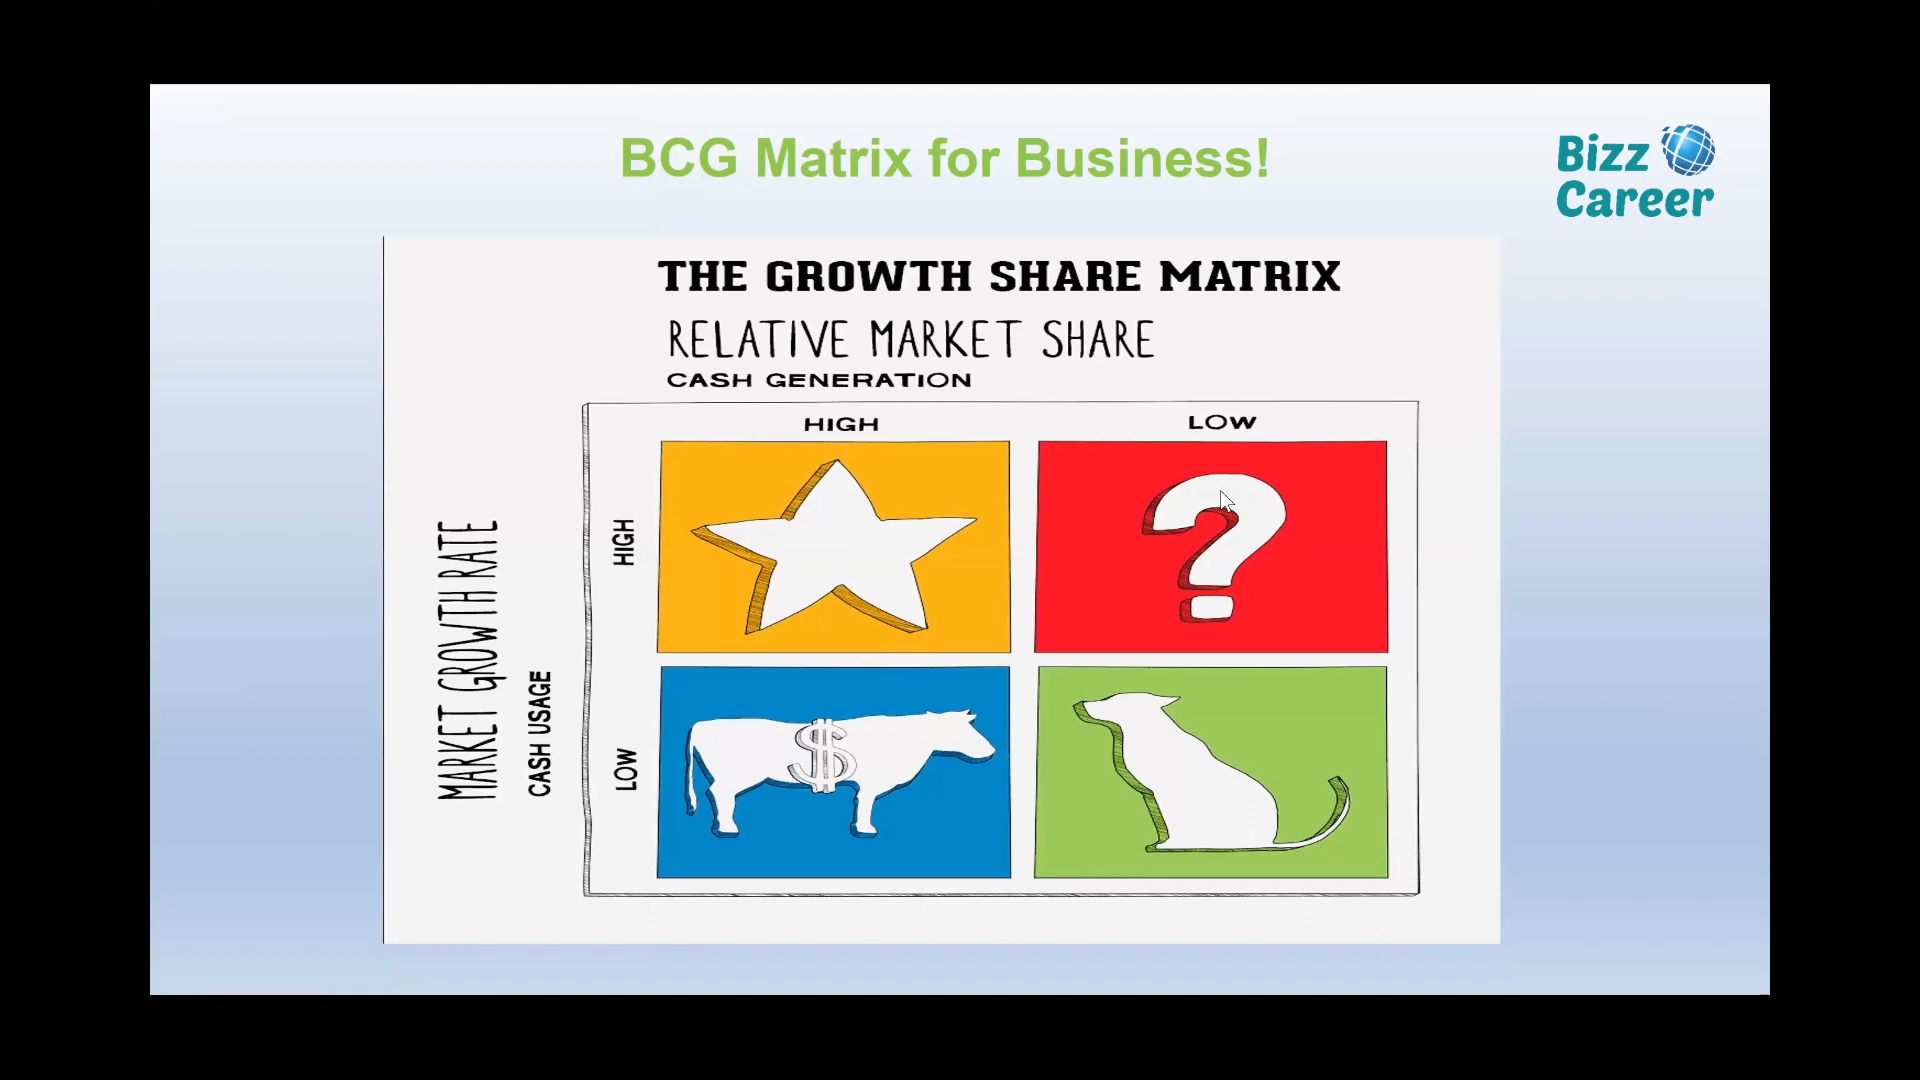 BCG Matrix for Business!
Bizz
Career
THE GROWTH SHARE MATRIX
RELATIVE MARKET SHARE
CASH GENERATION
HIGH
LOW
MARKET GROWTH RATE
CASH USAGE
HIGH
LOW
?
$